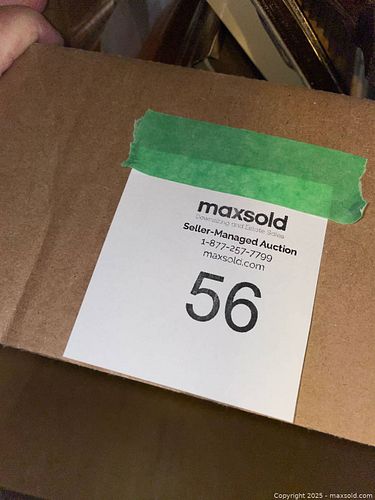 maxsold
Downsizing and Estate Sales
Seller-Managed Auction
1-877-257-7799
maxsold.com
56
Copyright 2025 - maxsold.com